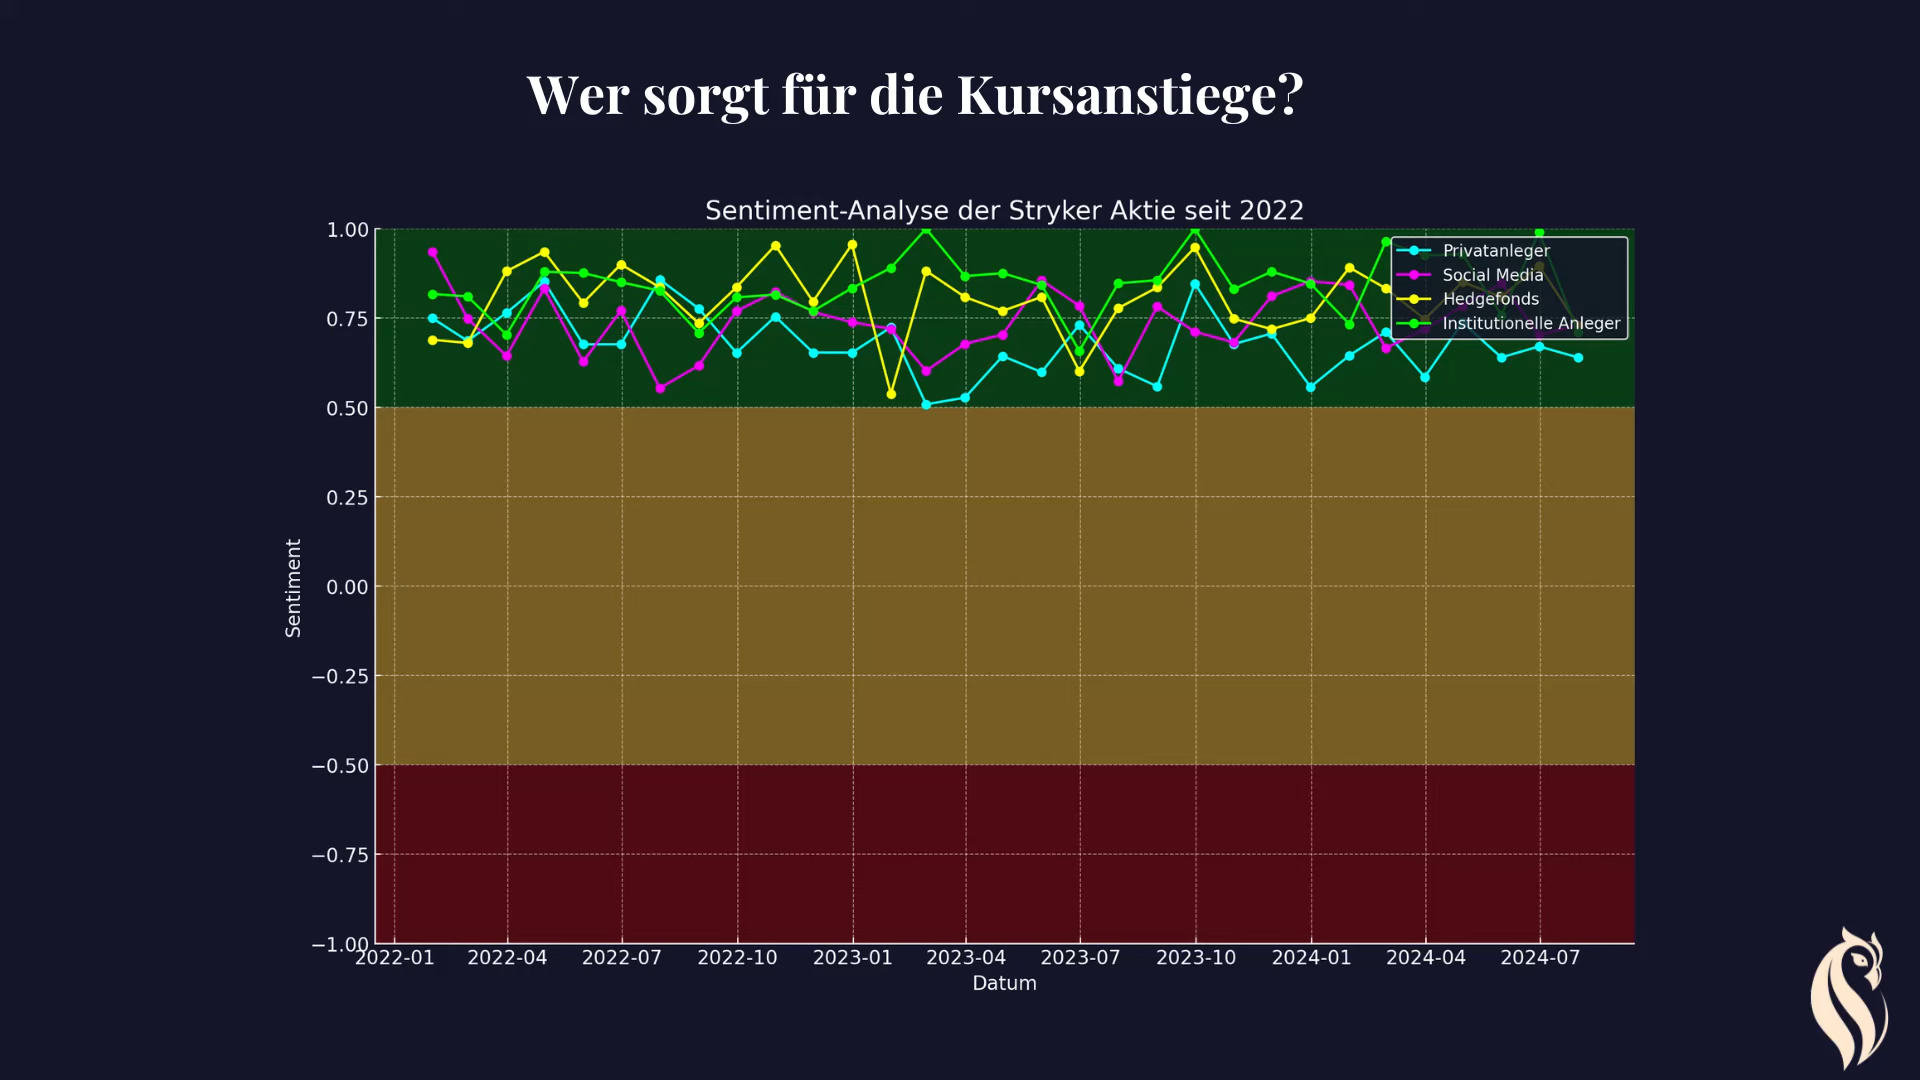 Wer sorgt für die Kursanstiege?
Sentiment-Analyse der Stryker Aktie seit 2022
1.00
0.75
0.50
0.25
0.00
−0.25
−0.50
−0.75
−1.00
Sentiment
Privatanleger
Social Media
Hedgefonds
Institutionelle Anleger
2022-01 2022-04 2022-07 2022-10 2023-01 2023-04 2023-07 2023-10 2024-01 2024-04 2024-07
Datum